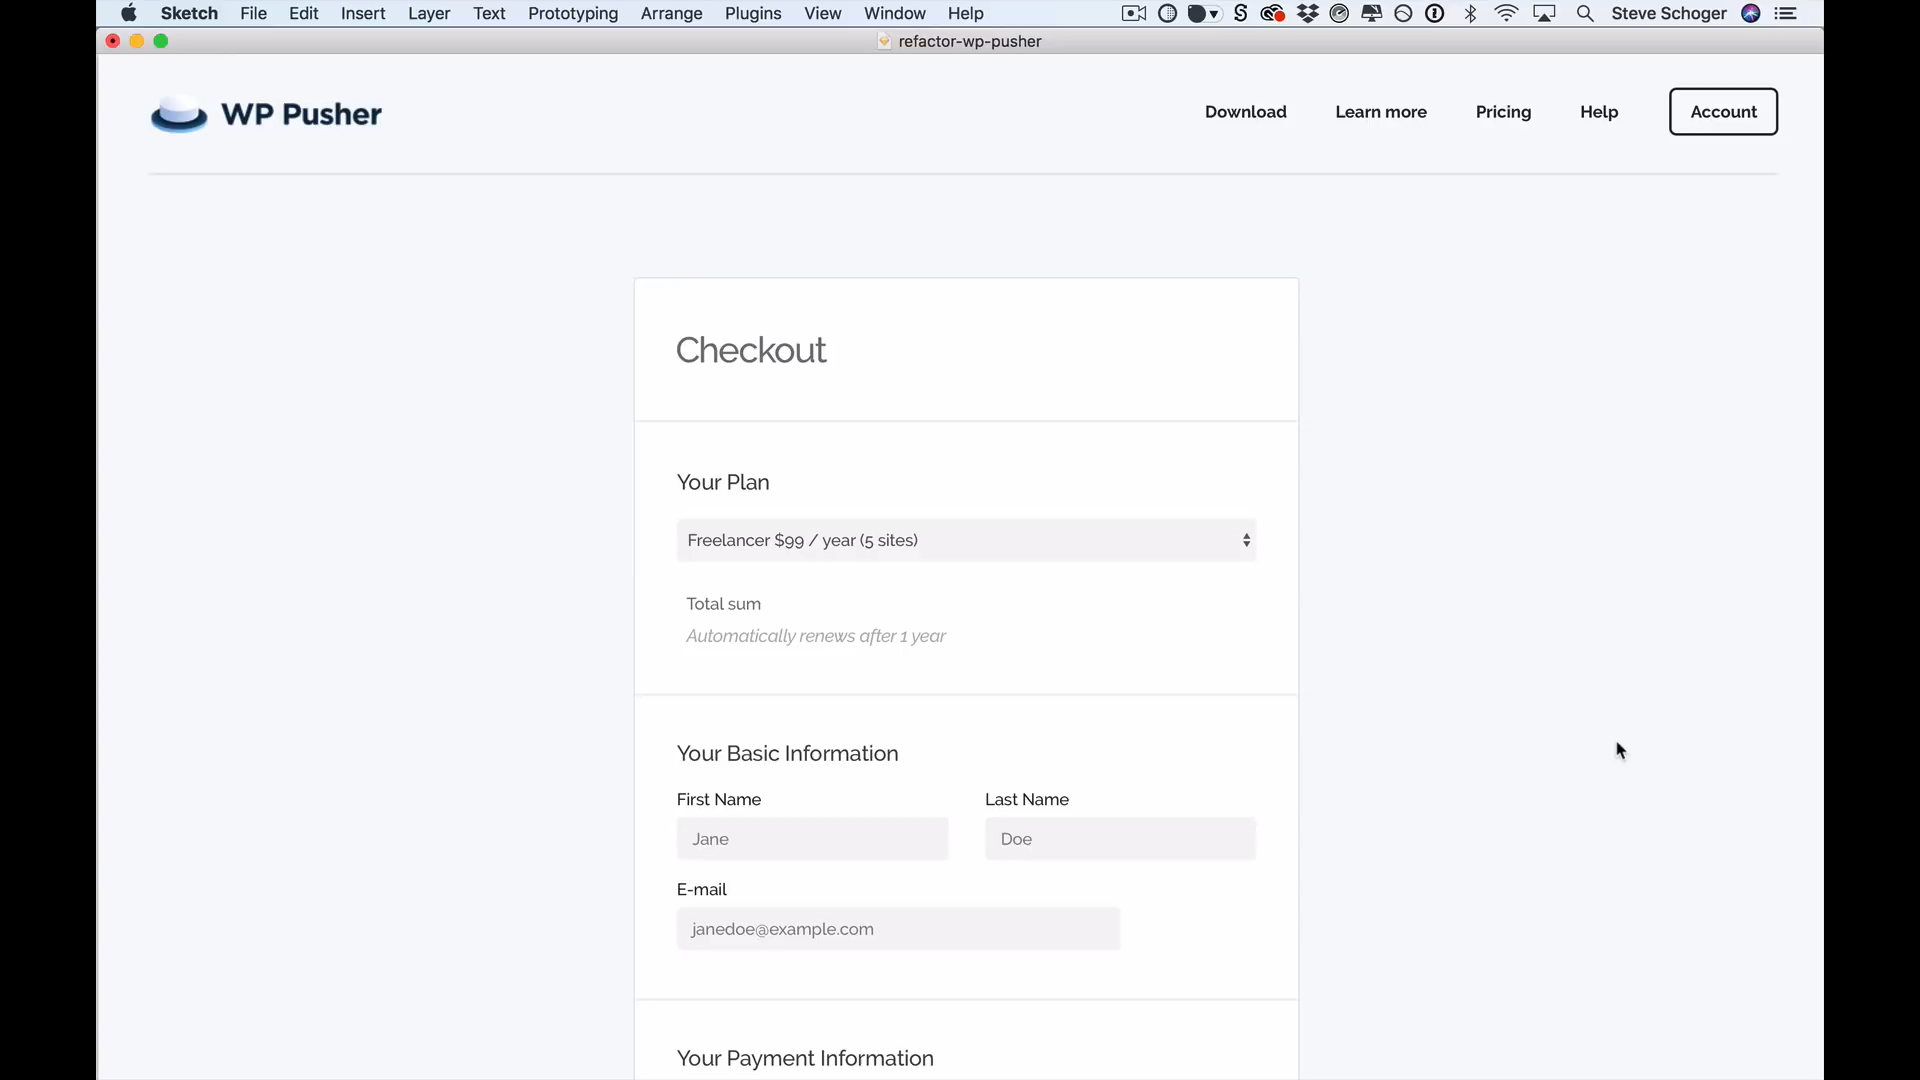 Sketch File Edit Insert Layer Text Prototyping Arrange Plugins View Window Help Steve Schoger
refactor-wp-pusher
WP Pusher Download Learn more Pricing Help Account
Checkout
Your Plan
Freelancer $99 / year (5 sites)
Total sum
Automatically renews after 1 year
Your Basic Information
First Name Last Name
Jane Doe
E-mail
janedoe@example.com
Your Payment Information